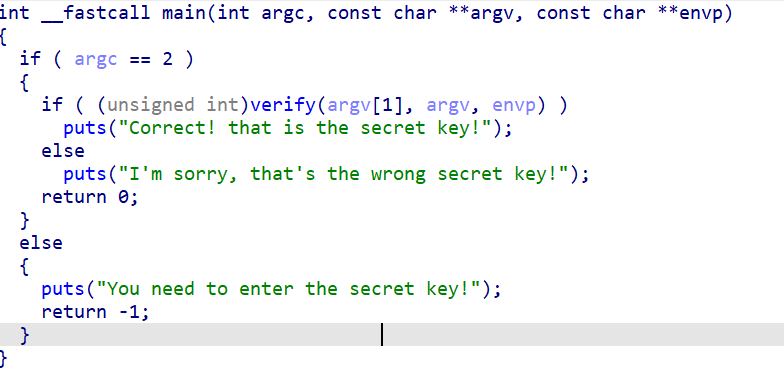 int __fastcall main(int argc, const char **argv, const char **envp)
{
  if ( argc == 2 )
  {
    if ( (unsigned int)verify(argv[1], argv, envp) )
      puts("Correct! that is the secret key!");
    else
      puts("I'm sorry, that's the wrong secret key!");
    return 0;
  }
  else
  {
    puts("You need to enter the secret key!");
    return -1;
  }
}